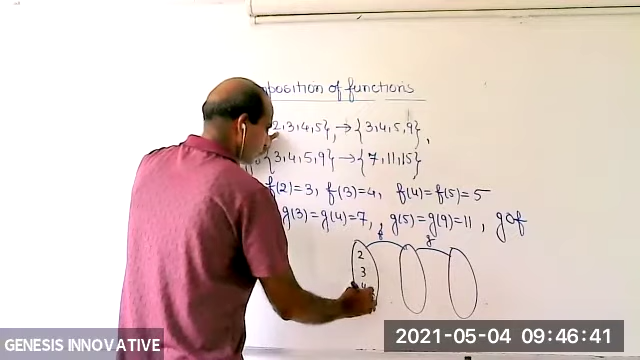 of functions
2,3,4,5}, → {3,4,5,9},
{3,4,5,9} → {7,11,15}
f(2)=3, f(3)=4, f(4)=f(5)=5
g(3)=g(4)=7, , g(5)=g(9)=11 , gof
f g
2
3
GENESIS INNOVATIVE
2021-05-04 09:46:41